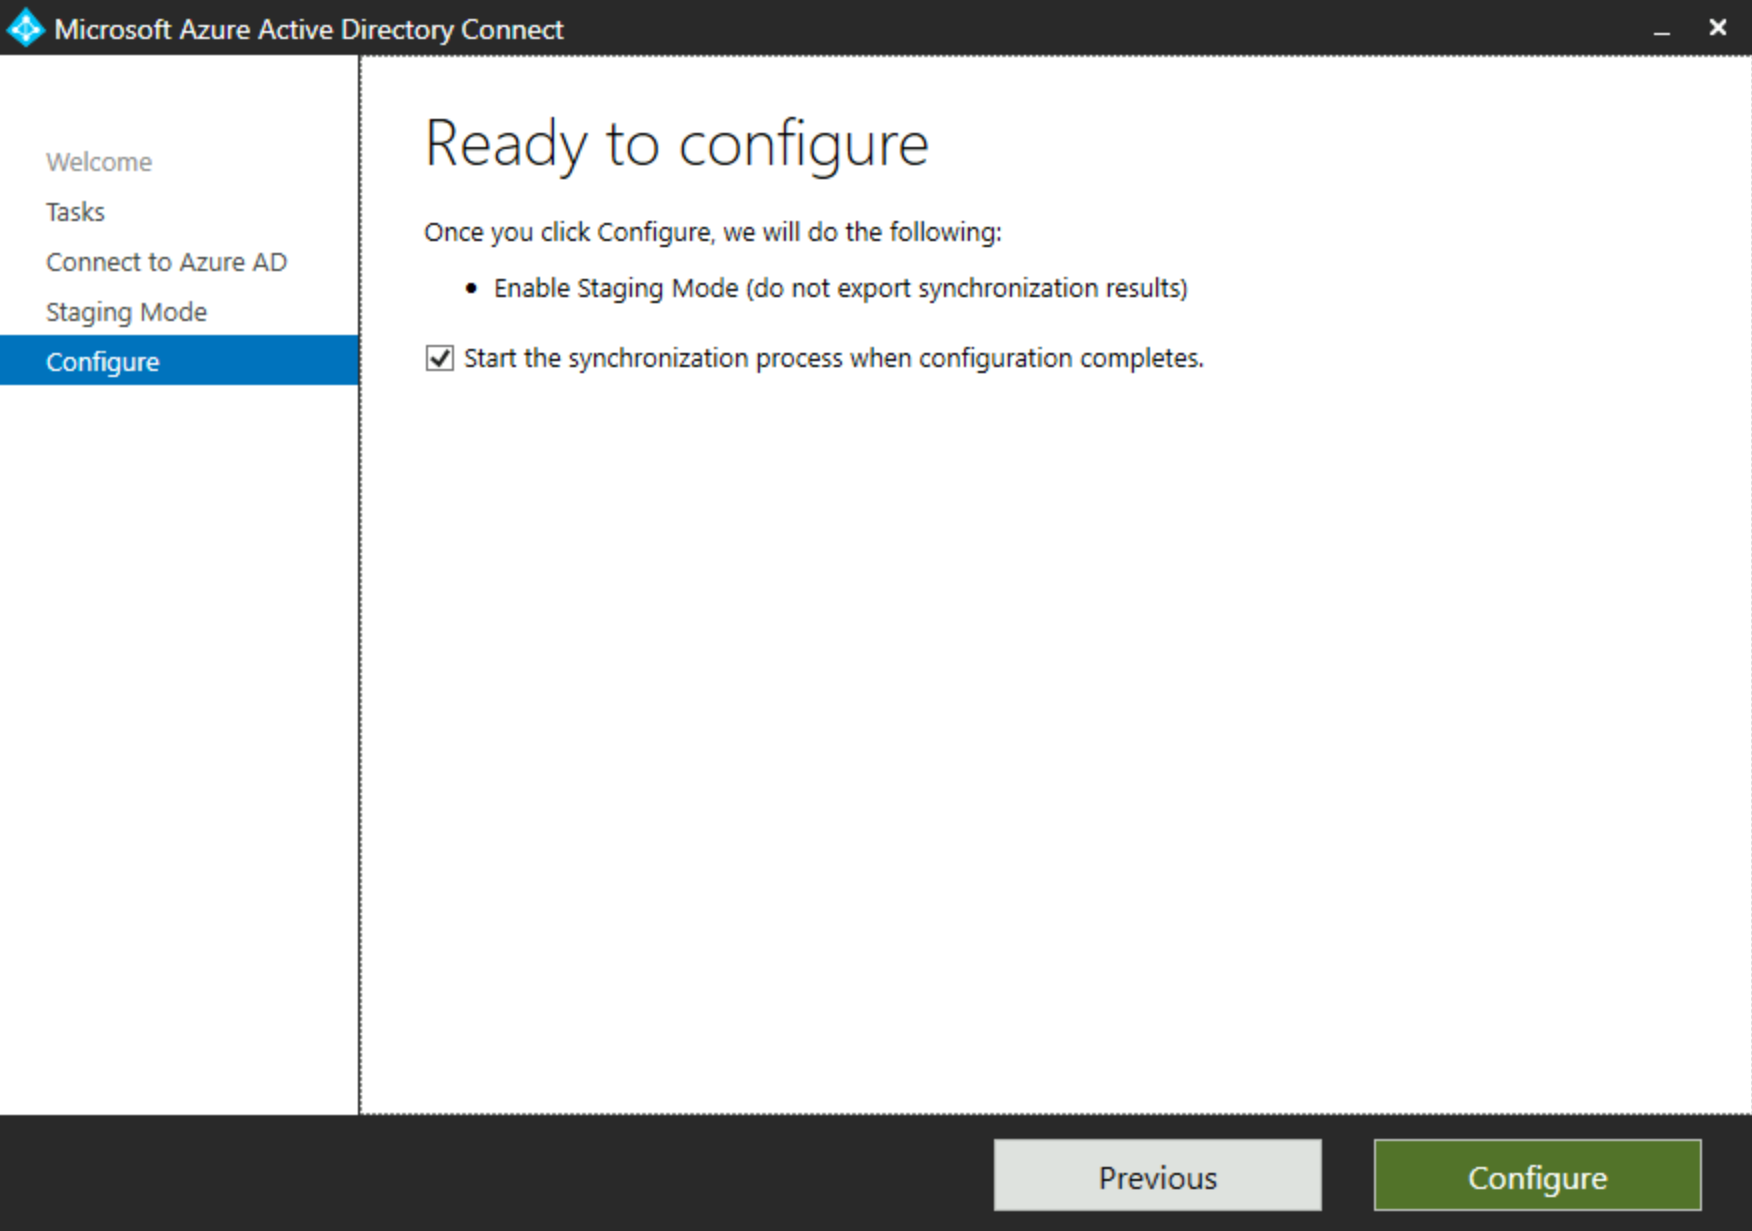 Microsoft Azure Active Directory Connect
Welcome
Tasks
Connect to Azure AD
Staging Mode
Configure
Ready to configure
Once you click Configure, we will do the following:
• Enable Staging Mode (do not export synchronization results)
Start the synchronization process when configuration completes.
Previous
Configure